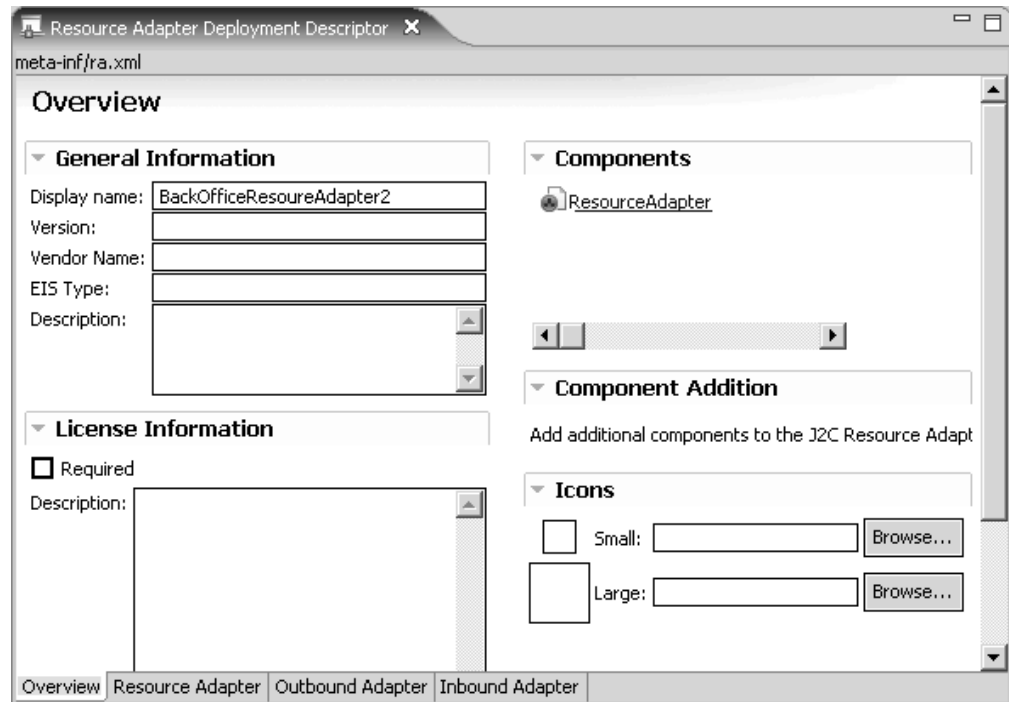 Resource Adapter Deployment Descriptor
meta-inf/ra.xml
Overview
General Information
Display name: BackOfficeResoureAdapter2
Version:
Vendor Name:
EIS Type:
Description:
License Information
Required
Description:
Components
ResourceAdapter
Component Addition
Add additional components to the J2C Resource Adapt
Icons
Small: Browse...
Large: Browse...
Overview Resource Adapter Outbound Adapter Inbound Adapter